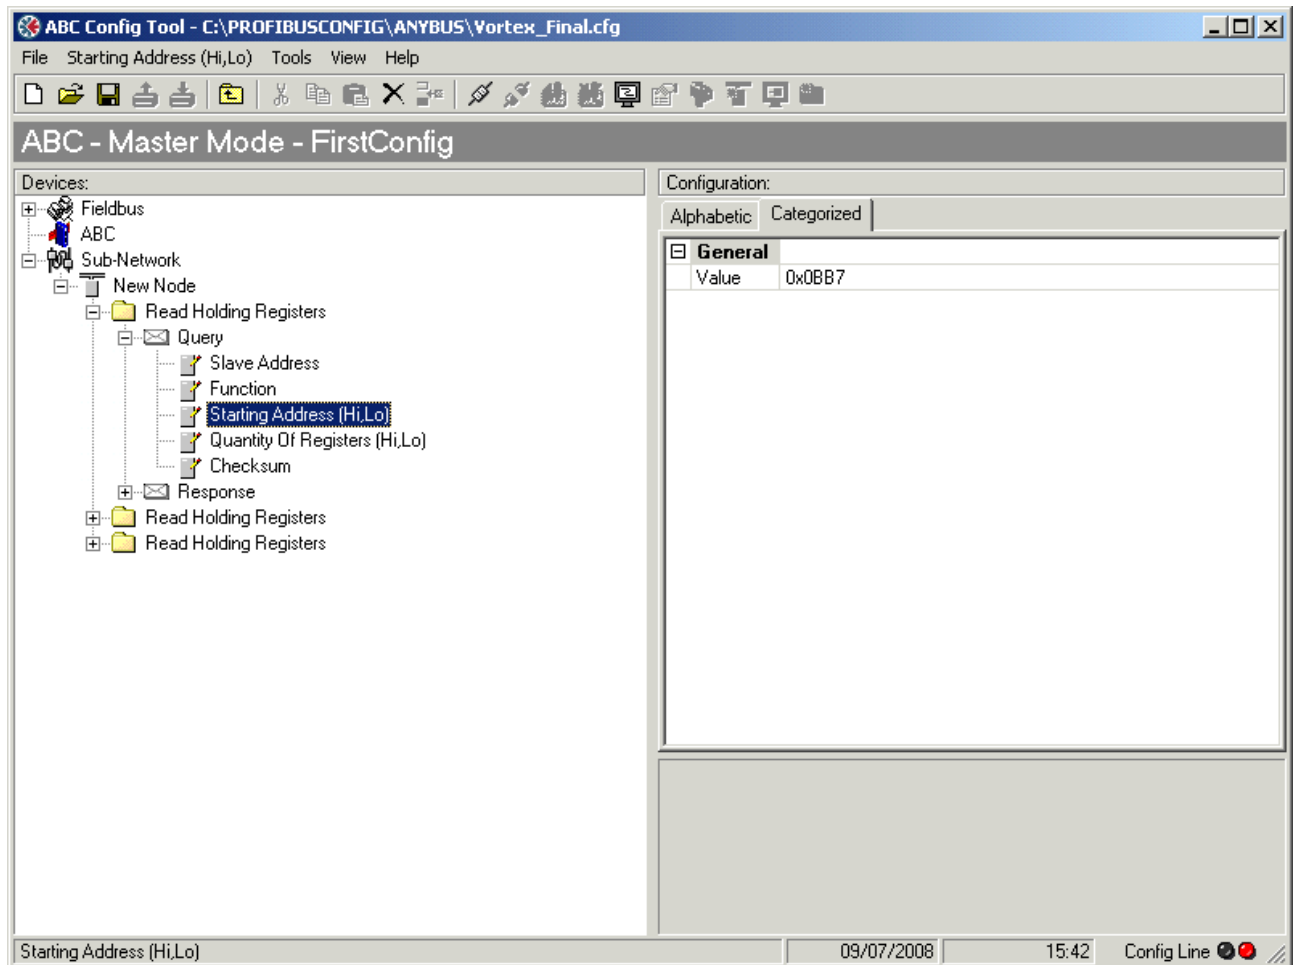 ABC Config Tool - C:\PROFIBUSCONFIG\ANYBUS\Vortex_Final.cfg
File Starting Address (Hi,Lo) Tools View Help
ABC - Master Mode - FirstConfig
Devices:
Fieldbus
ABC
Sub-Network
New Node
Read Holding Registers
Query
Slave Address
Function
Starting Address (Hi,Lo)
Quantity Of Registers (Hi,Lo)
Checksum
Response
Read Holding Registers
Read Holding Registers
Configuration:
Alphabetic Categorized
General
Value 0x0BB7
Starting Address (Hi,Lo) 09/07/2008 15:42 Config Line